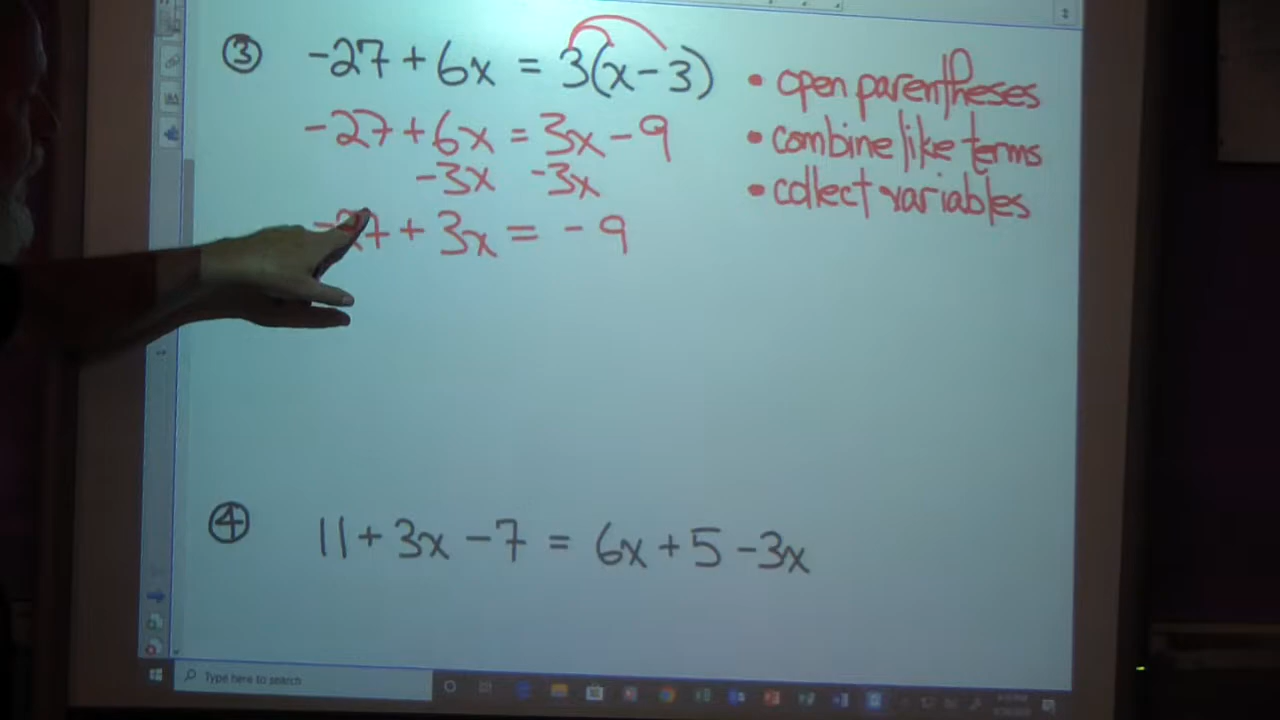 ③ -27 + 6x = 3(x - 3)
-27 + 6x = 3x - 9
-3x -3x
-27 + 3x = -9
• open parentheses
• combine like terms
• collect variables
④ 11 + 3x - 7 = 6x + 5 - 3x
Type here to search